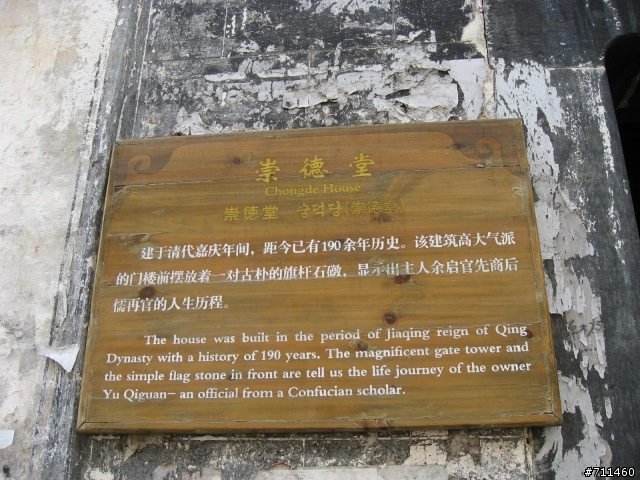 崇德堂
Chongde House
崇德堂 숭덕당(崇德堂)
建于清代嘉庆年间，距今已有190余年历史。该建筑高大气派
的门楼前摆放着一对古朴的旗杆石礅，显示出主人余启官先商后
儒再官的人生历程。
The house was built in the period of Jiaqing reign of Qing
Dynasty with a history of 190 years. The magnificent gate tower and
the simple flag stone in front are tell us the life journey of the owner
Yu Qiguan— an official from a Confucian scholar.
#711460